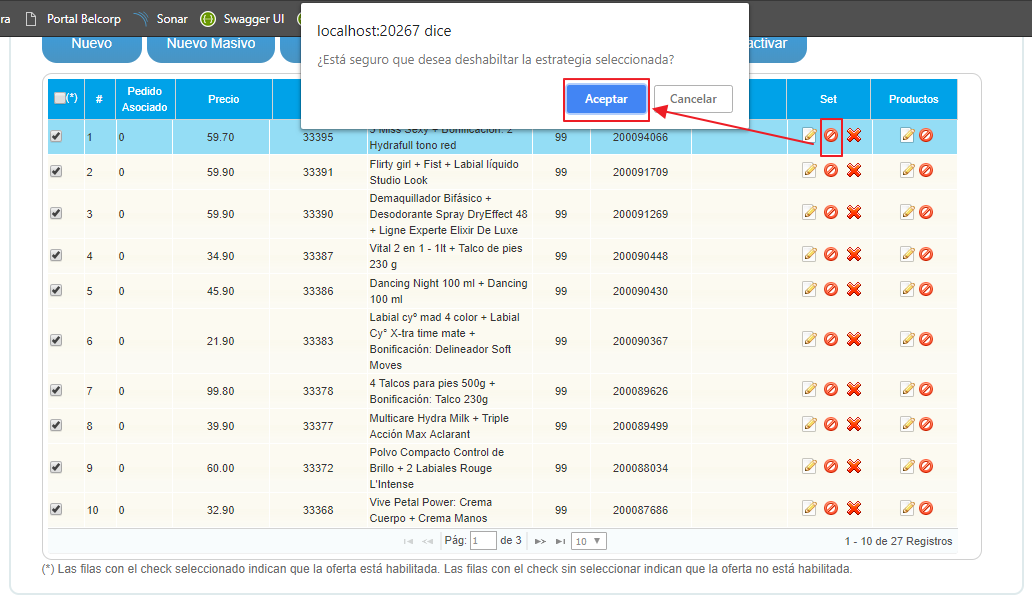 ra Portal Belcorp Sonar Swagger UI
localhost:20267 dice
¿Está seguro que desea deshabiltar la estrategia seleccionada?
Aceptar Cancelar
Nuevo Nuevo Masivo activar
(*) # Pedido Asociado Precio Set Productos
1 0 59.70 33395 3 Miss Sexy + Bonificación: 2 99 200094066
Hydrafull tono red
2 0 59.90 33391 Flirty girl + Fist + Labial líquido 99 200091709
Studio Look
3 0 59.90 33390 Demaquillador Bifásico + 99 200091269
Desodorante Spray DryEffect 48
+ Ligne Experte Elixir De Luxe
4 0 34.90 33387 Vital 2 en 1 - 1lt + Talco de pies 99 200090448
230 g
5 0 45.90 33386 Dancing Night 100 ml + Dancing 99 200090430
100 ml
6 0 21.90 33383 Labial cyº mad 4 color + Labial 99 200090367
Cy° X-tra time mate +
Bonificación: Delineador Soft
Moves
7 0 99.80 33378 4 Talcos para pies 500g + 99 200089626
Bonificación: Talco 230g
8 0 39.90 33377 Multicare Hydra Milk + Triple 99 200089499
Acción Max Aclarant
9 0 60.00 33372 Polvo Compacto Control de 99 200088034
Brillo + 2 Labiales Rouge
L'Intense
10 0 32.90 33368 Vive Petal Power: Crema 99 200087686
Cuerpo + Crema Manos
Pág: 1 de 3 10 1 - 10 de 27 Registros
(*) Las filas con el check seleccionado indican que la oferta está habilitada. Las filas con el check sin seleccionar indican que la oferta no está habilitada.